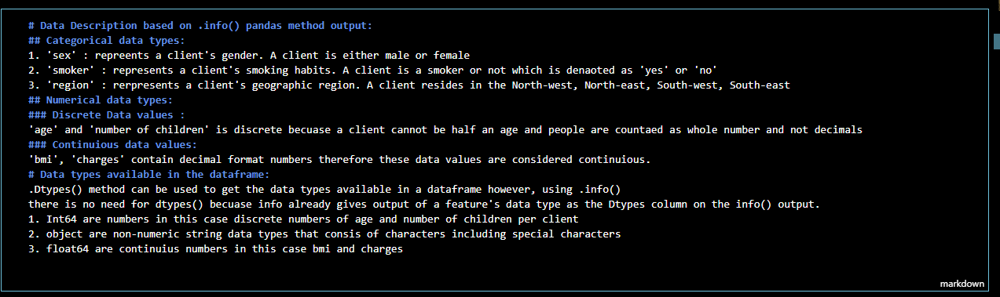 # Data Description based on .info() pandas method output:
## Categorical data types:
1. 'sex' : repreents a client's gender. A client is either male or female
2. 'smoker' : represents a client's smoking habits. A client is a smoker or not which is denaoted as 'yes' or 'no'
3. 'region' : rerpresents a client's geographic region. A client resides in the North-west, North-east, South-west, South-east
## Numerical data types:
### Discrete Data values :
'age' and 'number of children' is discrete becuase a client cannot be half an age and people are countaed as whole number and not decimals
### Continuious data values:
'bmi', 'charges' contain decimal format numbers therefore these data values are considered continuious.
# Data types available in the dataframe:
.Dtypes() method can be used to get the data types available in a dataframe however, using .info()
there is no need for dtypes() becuase info already gives output of a feature's data type as the Dtypes column on the info() output.
1. Int64 are numbers in this case discrete numbers of age and number of children per client
2. object are non-numeric string data types that consis of characters including special characters
3. float64 are continuius numbers in this case bmi and charges
markdown